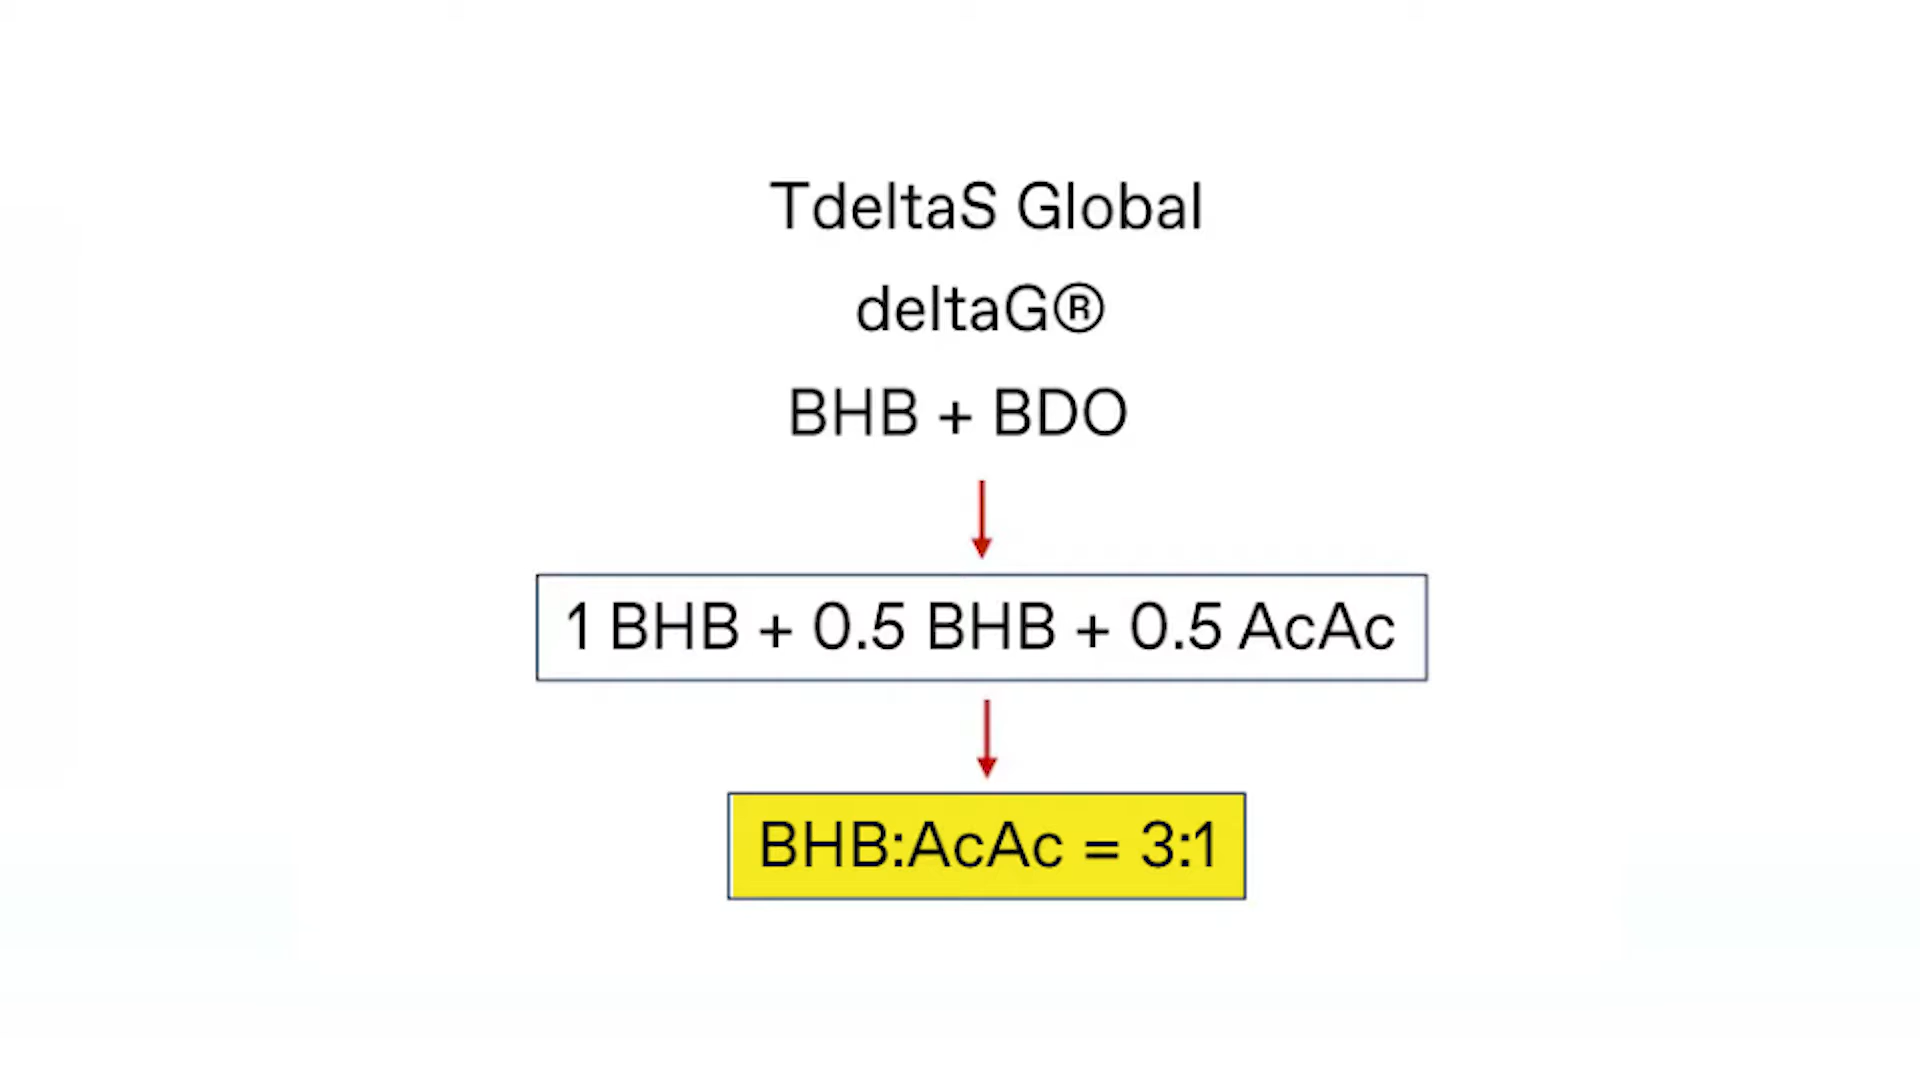 TdeltaS Global
deltaG®
BHB + BDO
1 BHB + 0.5 BHB + 0.5 AcAc
BHB:AcAc = 3:1